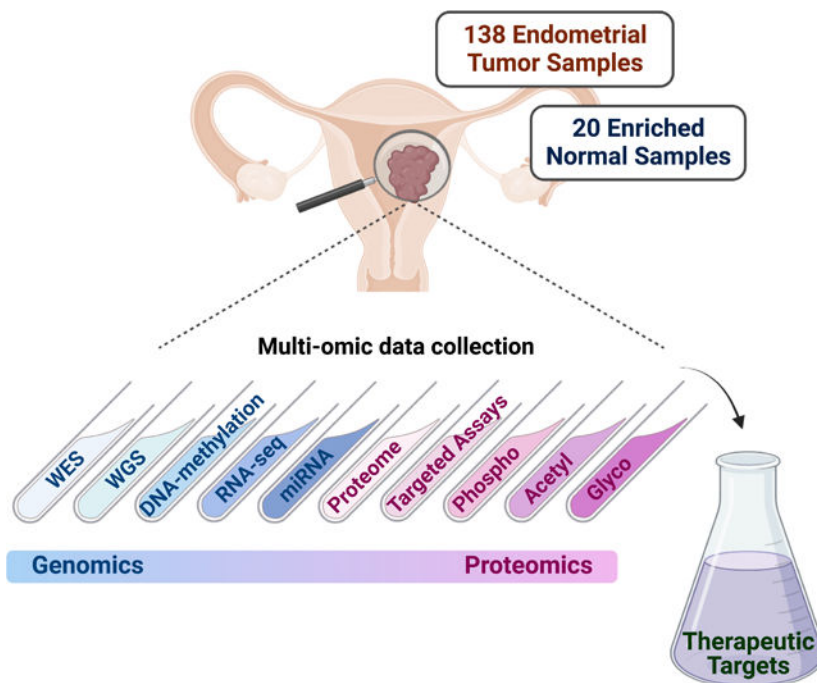 138 Endometrial
Tumor Samples
20 Enriched
Normal Samples
Multi-omic data collection
WES
WGS
DNA-methylation
RNA-seq
miRNA
Proteome
Targeted Assays
Phospho
Acetyl
Glyco
Genomics
Proteomics
Therapeutic
Targets